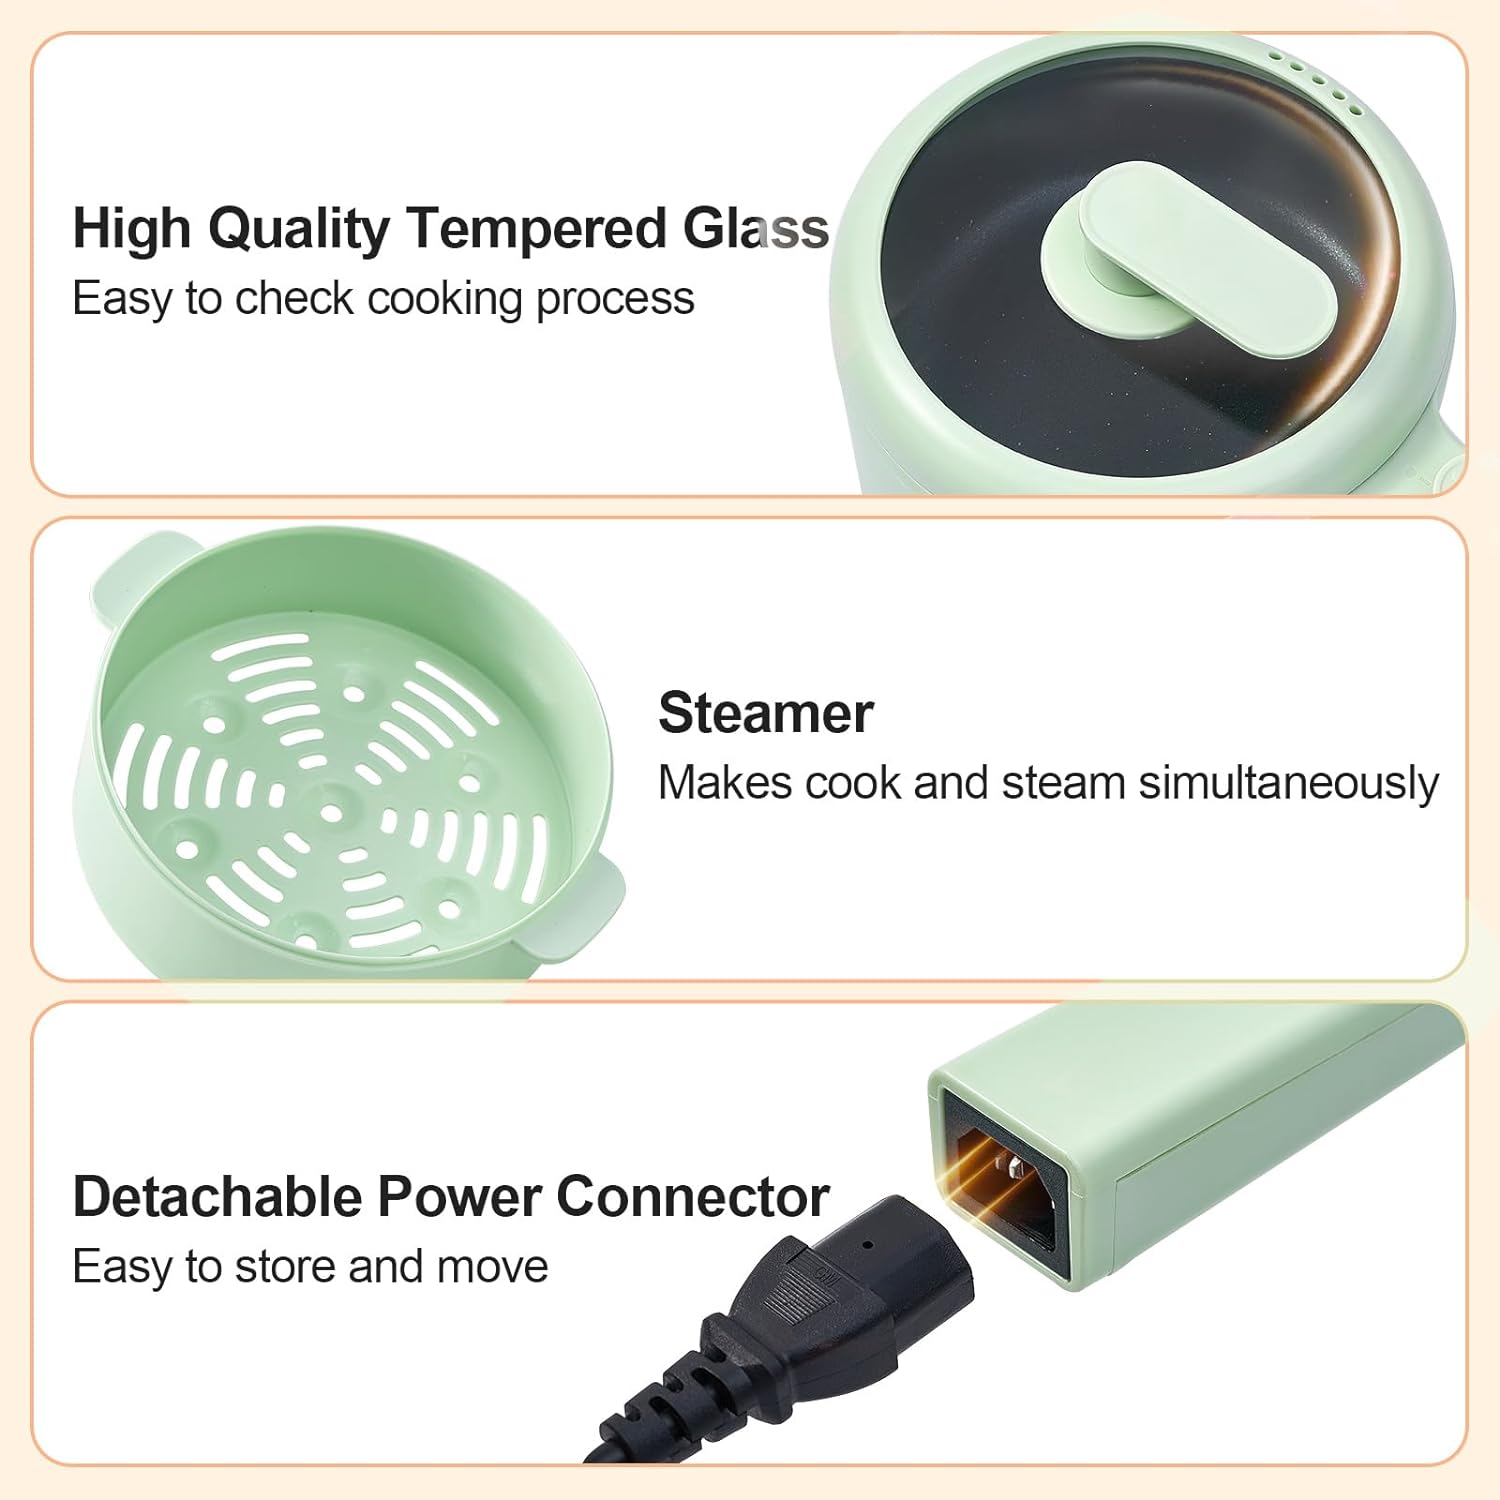 High Quality Tempered Glass
Easy to check cooking process
Steamer
Makes cook and steam simultaneously
Detachable Power Connector
Easy to store and move